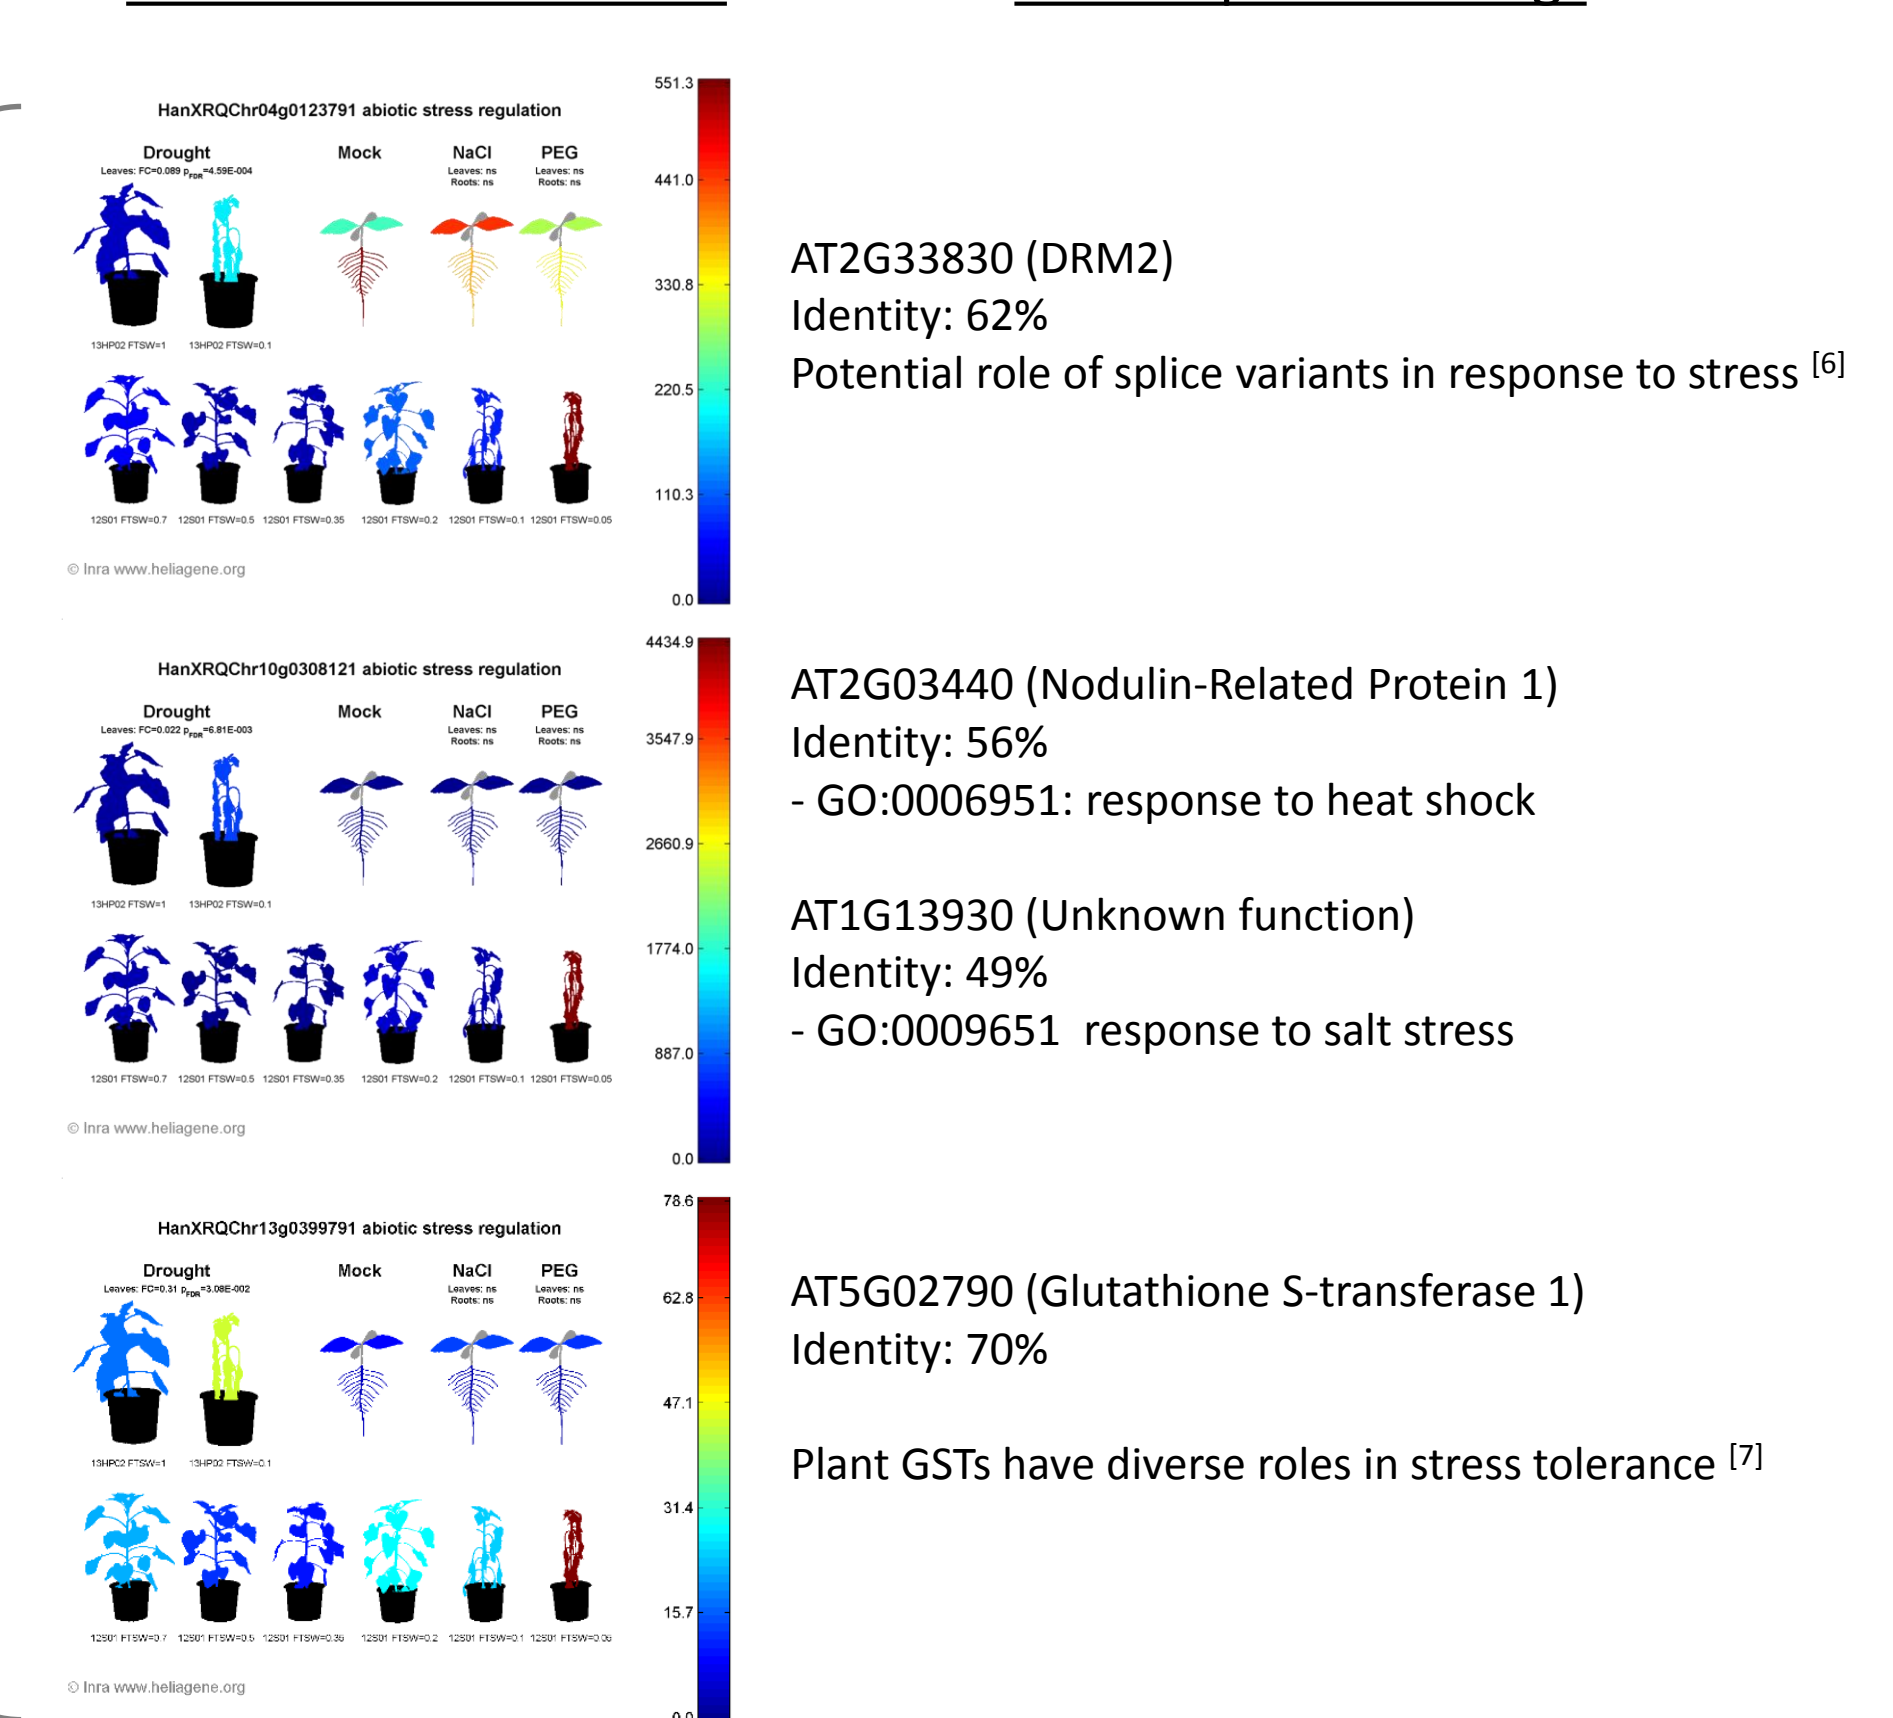 551.3
HanXRQChr04g0123791 abiotic stress regulation
Drought
Leaves: FC=0.089 pFDR=4.59E-004
Mock
NaCl
Leaves: ns
Roots: ns
PEG
Leaves: ns
Roots: ns
441.0
330.8
220.5
110.3
0.0
13HP02 FTSW=1
13HP02 FTSW=0.1
12S01 FTSW=0.7
12S01 FTSW=0.5
12S01 FTSW=0.35
12S01 FTSW=0.2
12S01 FTSW=0.1
12S01 FTSW=0.05
© Inra www.heliagene.org
AT2G33830 (DRM2)
Identity: 62%
Potential role of splice variants in response to stress [6]
4434.9
HanXRQChr10g0308121 abiotic stress regulation
Drought
Leaves: FC=0.022 pFDR=6.81E-003
Mock
NaCl
Leaves: ns
Roots: ns
PEG
Leaves: ns
Roots: ns
3547.9
2660.9
1774.0
887.0
0.0
13HP02 FTSW=1
13HP02 FTSW=0.1
12S01 FTSW=0.7
12S01 FTSW=0.5
12S01 FTSW=0.35
12S01 FTSW=0.2
12S01 FTSW=0.1
12S01 FTSW=0.05
© Inra www.heliagene.org
AT2G03440 (Nodulin-Related Protein 1)
Identity: 56%
- GO:0006951: response to heat shock
AT1G13930 (Unknown function)
Identity: 49%
- GO:0009651  response to salt stress
78.6
HanXRQChr13g0399791 abiotic stress regulation
Drought
Leaves: FC=0.31 pFDR=3.08E-002
Mock
NaCl
Leaves: ns
Roots: ns
PEG
Leaves: ns
Roots: ns
62.8
47.1
31.4
15.7
0.0
13HP02 FTSW=1
13HP02 FTSW=0.1
12S01 FTSW=0.7
12S01 FTSW=0.5
12S01 FTSW=0.35
12S01 FTSW=0.2
12S01 FTSW=0.1
12S01 FTSW=0.05
© Inra www.heliagene.org
AT5G02790 (Glutathione S-transferase 1)
Identity: 70%
Plant GSTs have diverse roles in stress tolerance [7]